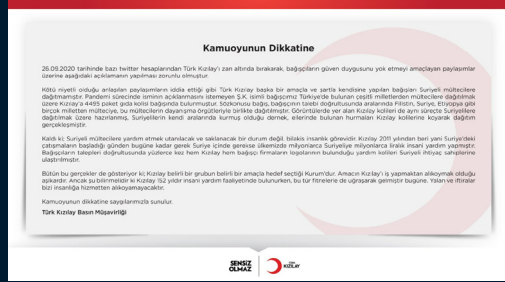 Kamuoyunun Dikkatine
26.09.2020 tarihinde bazı twitter hesaplarından Türk Kızılay'ı zan altında bırakarak, bağışçıların güven duygusunu yok etmeyi amaçlayan paylaşımlar
üzerine aşağıdaki açıklamanın yapılması zorunlu olmuştur.
Kötü niyetli olduğu anlaşılan paylaşımların iddia ettiği gibi Türk Kızılay başka bir amaçla ve şartla kendisine yapılan bağışları Suriyeli mültecilere
dağıtmamıştır. Pandemi sürecinde isminin açıklanmasını istemeyen Ş.K. isimli bağışçımız Türkiye'de bulunan çeşitli milletlerden mültecilere dağıtılmak
üzere Kızılay'a 4495 paket gıda kolisi bağışında bulunmuştur. Sözkonusu bağış, bağışçının talebi doğrultusunda aralarında Filistin, Suriye, Etiyopya gibi
birçok milletten mülteciye, bu mültecilerin dayanışma örgütleriyle birlikte dağıtılmıştır. Görüntülerde yer alan Kızılay kolileri de aynı süreçte Suriyelilere
dağıtılmak üzere hazırlanmış, Suriyelilerin kendi aralarında kurmuş olduğu dernek, ellerinde bulunan hurmaları Kızılay kolilerine koyarak dağıtım
gerçekleşmiştir.
Kaldı ki; Suriyeli mültecilere yardım etmek utanılacak ve saklanacak bir durum değil, bilakis insanlık görevidir. Kızılay 2011 yılından beri yani Suriye'deki
çatışmaların başladığı günden bugüne kadar gerek Suriye içinde gerekse ülkemizde milyonlarca Suriyeliye milyonlarca liralık insani yardım yapmıştır.
Bağışçıların talepleri doğrultusunda yüzlerce kez hem Kızılay hem bağışçı firmaların logolarının bulunduğu yardım kolileri Suriyeli ihtiyaç sahiplerine
ulaştırılmıştır.
Bütün bu gerçekler de gösteriyor ki; Kızılay belirli bir grubun belirli bir amaçla hedef seçtiği Kurum'dur. Amacın Kızılay'ı iş yapmaktan alıkoymak olduğu
aşikardır. Ancak şu bilinmelidir ki Kızılay 152 yıldır insani yardım faaliyetinde bulunurken, bu tür fitnelerle de uğraşarak gelmiştir bugüne. Yalan ve iftiralar
bizi insanlığa hizmetten alıkoyamayacaktır.
Kamuoyunun dikkatine saygılarımızla sunulur.
Türk Kızılay Basın Müşavirliği
SENSİZ
OLMAZ
TÜRK
KIZILAY